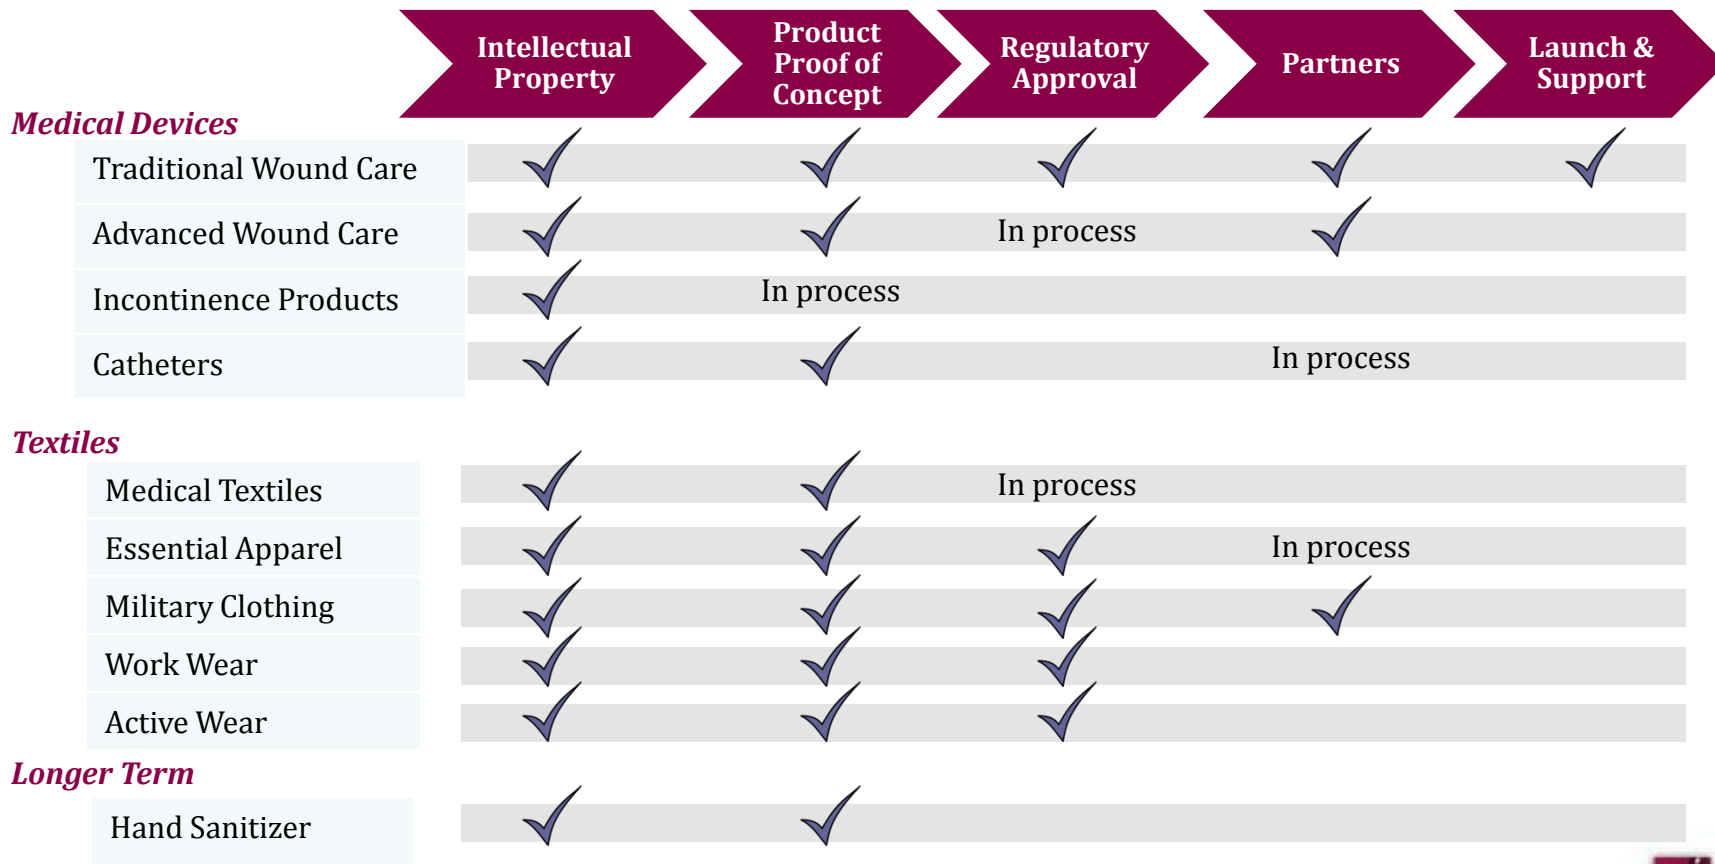 Intellectual
Property
Product
Proof of
Concept
Regulatory
Approval
Partners
Launch &
Support
Medical Devices
Traditional Wound Care
Advanced Wound Care
In process
Incontinence Products
In process
Catheters
In process
Textiles
Medical Textiles
In process
Essential Apparel
In process
Military Clothing
Work Wear
Active Wear
Longer Term
Hand Sanitizer